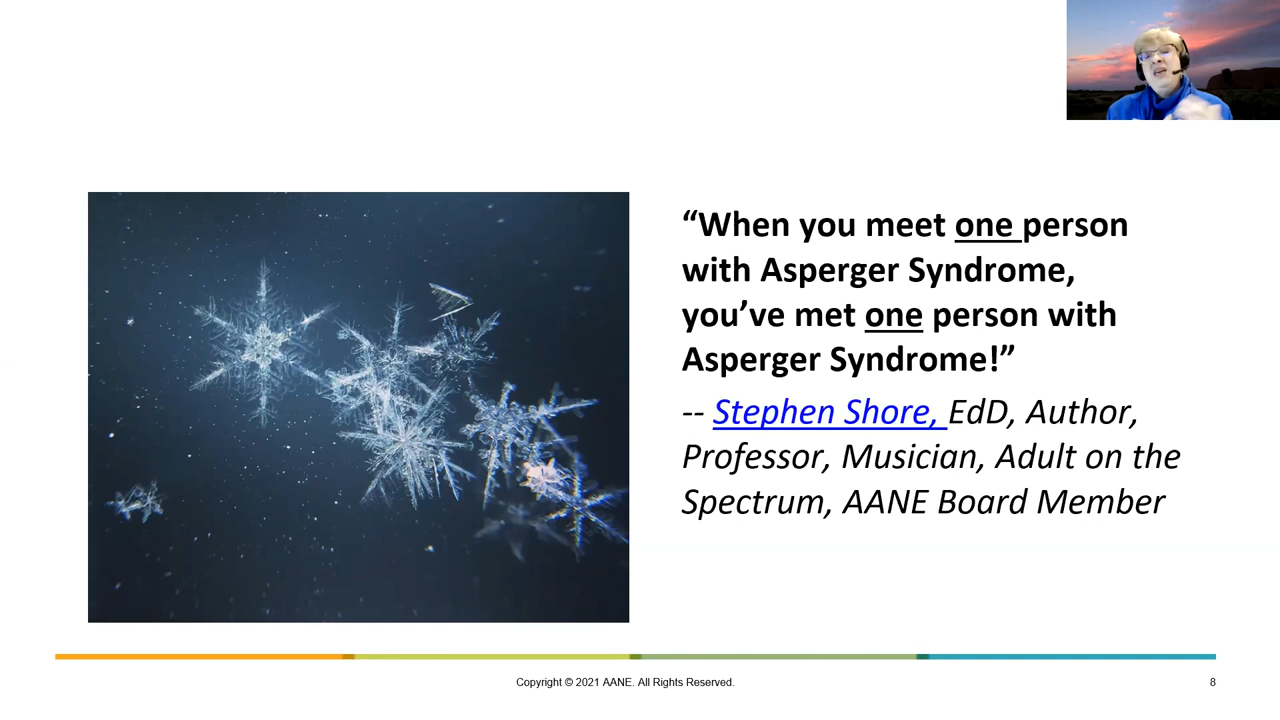 “When you meet one person
with Asperger Syndrome,
you’ve met one person with
Asperger Syndrome!”
-- Stephen Shore, EdD, Author,
Professor, Musician, Adult on the
Spectrum, AANE Board Member
Copyright © 2021 AANE. All Rights Reserved.
8